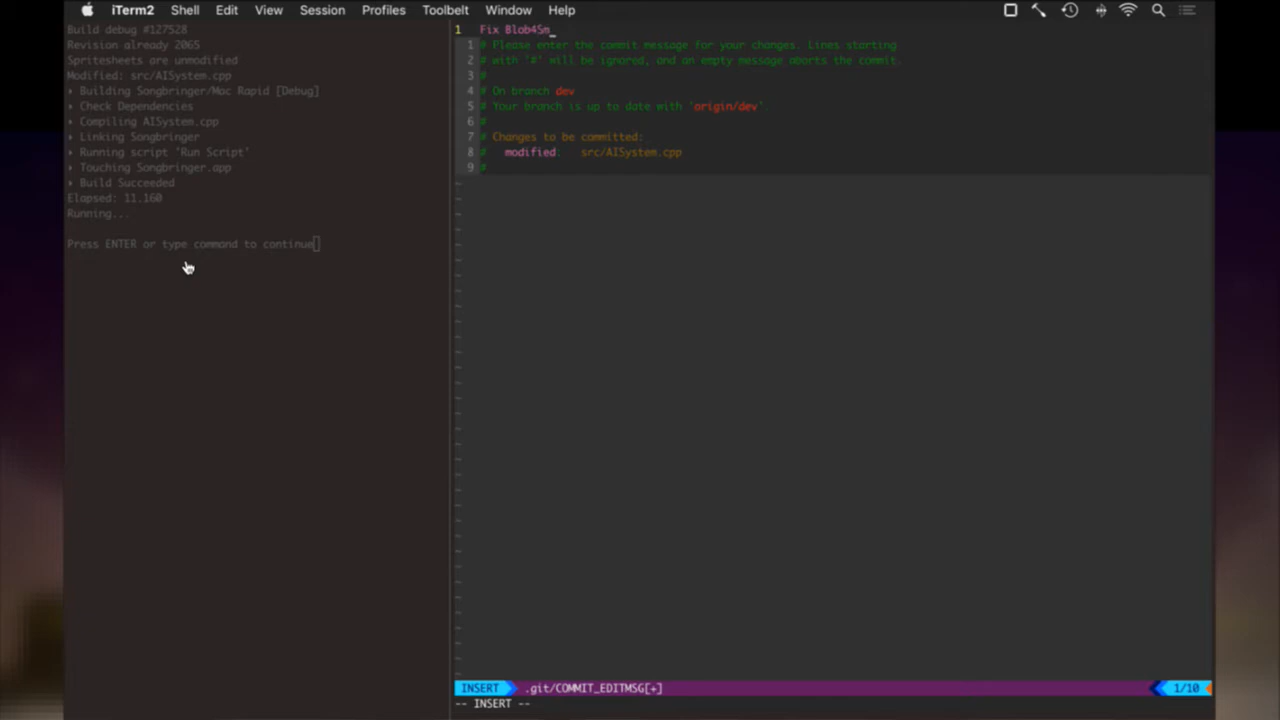 iTerm2 Shell Edit View Session Profiles Toolbelt Window Help
Build debug #127528
Revision already 2065
Spritesheets are unmodified
Modified: src/AISystem.cpp
▸ Building Songbringer/Mac Rapid [Debug]
▸ Check Dependencies
▸ Compiling AISystem.cpp
▸ Linking Songbringer
▸ Running script 'Run Script'
▸ Touching Songbringer.app
▸ Build Succeeded
Elapsed: 11.160
Running...
Press ENTER or type command to continue
1 Fix Blob4Sm_
1 # Please enter the commit message for your changes. Lines starting
2 # with '#' will be ignored, and an empty message aborts the commit.
3 #
4 # On branch dev
5 # Your branch is up to date with 'origin/dev'.
6 #
7 # Changes to be committed:
8 # modified: src/AISystem.cpp
9 #
INSERT .git/COMMIT_EDITMSG[+] 1/10
-- INSERT --